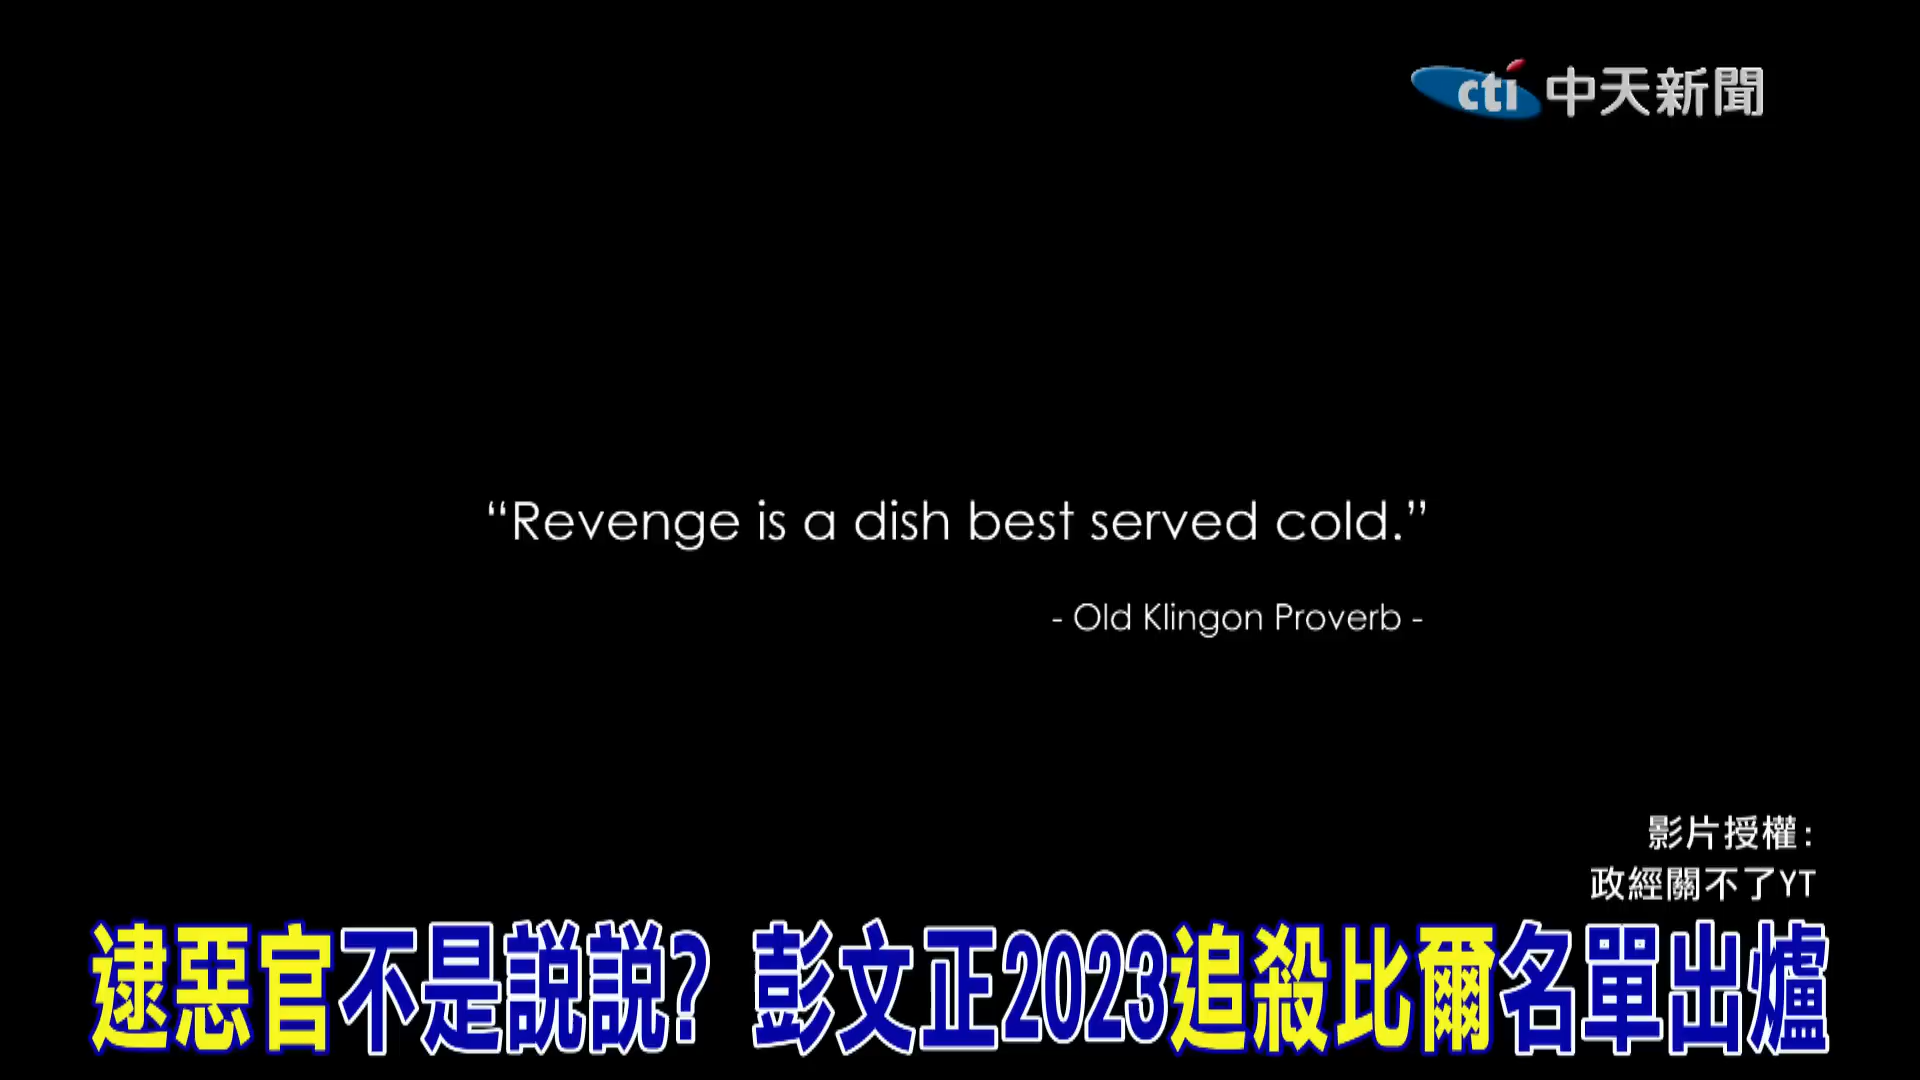 cti 中天新聞
“Revenge is a dish best served cold.”
- Old Klingon Proverb -
影片授權:
政經關不了YT
逮惡官不是説説? 彭文正2023追殺比爾名單出爐